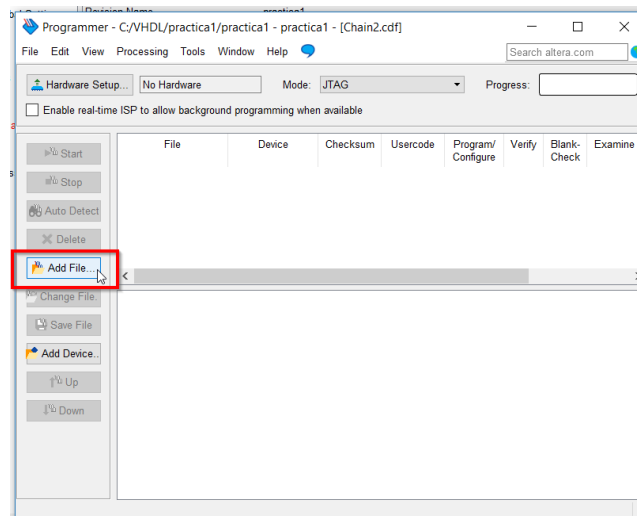 Revision Name practica1
Programmer - C:/VHDL/practica1/practica1 - practica1 - [Chain2.cdf]
File Edit View Processing Tools Window Help
Search altera.com
Hardware Setup... No Hardware Mode: JTAG Progress:
Enable real-time ISP to allow background programming when available
File Device Checksum Usercode Program/ Verify Blank- Examine
Configure Check
Start
Stop
Auto Detect
Delete
Add File...
Change File.
Save File
Add Device..
Up
Down